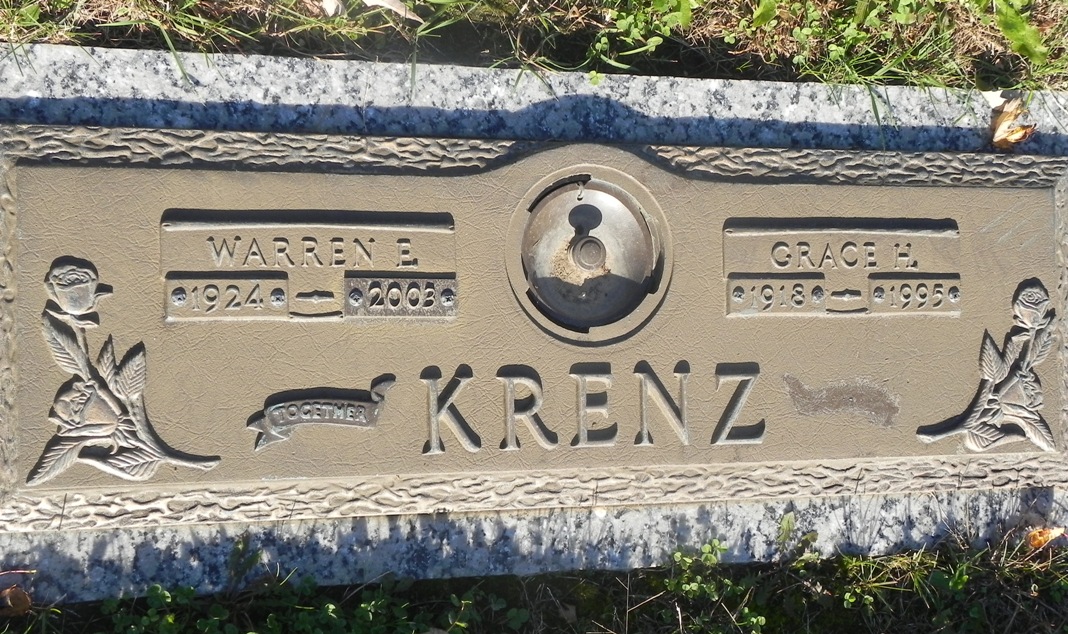 WARREN E.
1924 - 2003
GRACE H.
1918 - 1995
TOGETHER
KRENZ